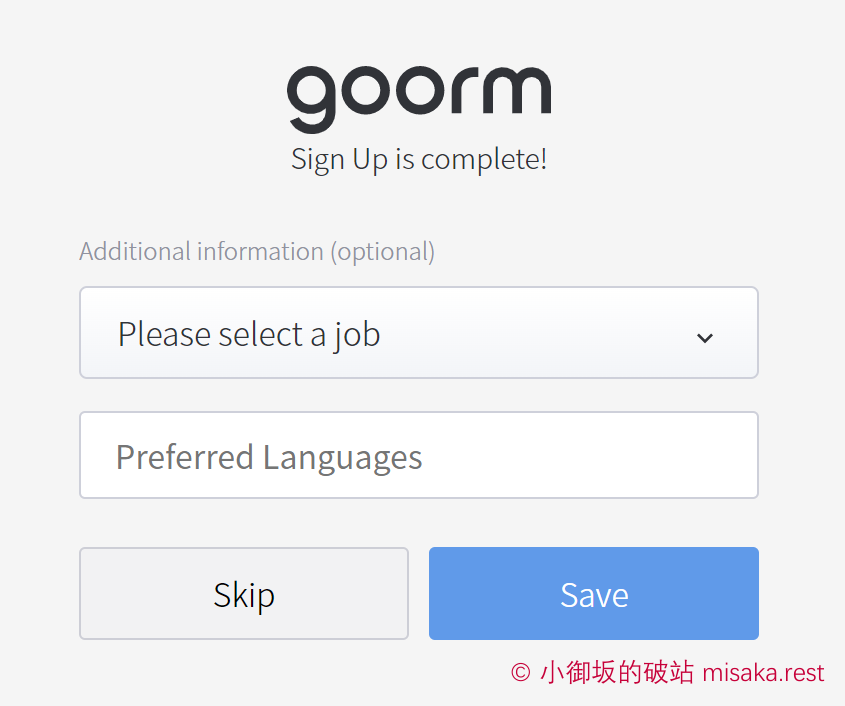 goorm
Sign Up is complete!
Additional information (optional)
Please select a job
Preferred Languages
Skip
Save
© 小御坂的破站 misaka.rest